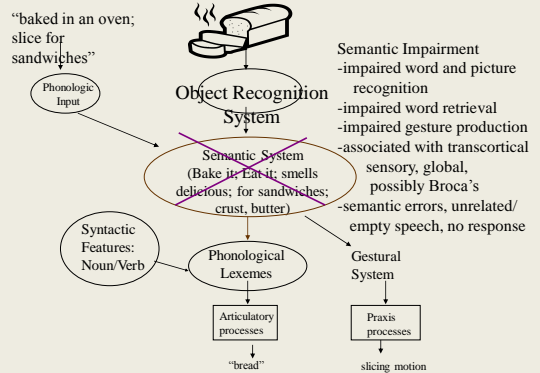 “baked in an oven;
slice for
sandwiches”
Phonologic
Input
Object Recognition
System
Semantic System
(Bake it; Eat it; smells
delicious; for sandwiches;
crust, butter)
Semantic Impairment
-impaired word and picture
recognition
-impaired word retrieval
-impaired gesture production
-associated with transcortical
sensory, global,
possibly Broca’s
-semantic errors, unrelated/
empty speech, no response
Syntactic
Features:
Noun/Verb
Phonological
Lexemes
Gestural
System
Articulatory
processes
Praxis
processes
“bread”
slicing motion